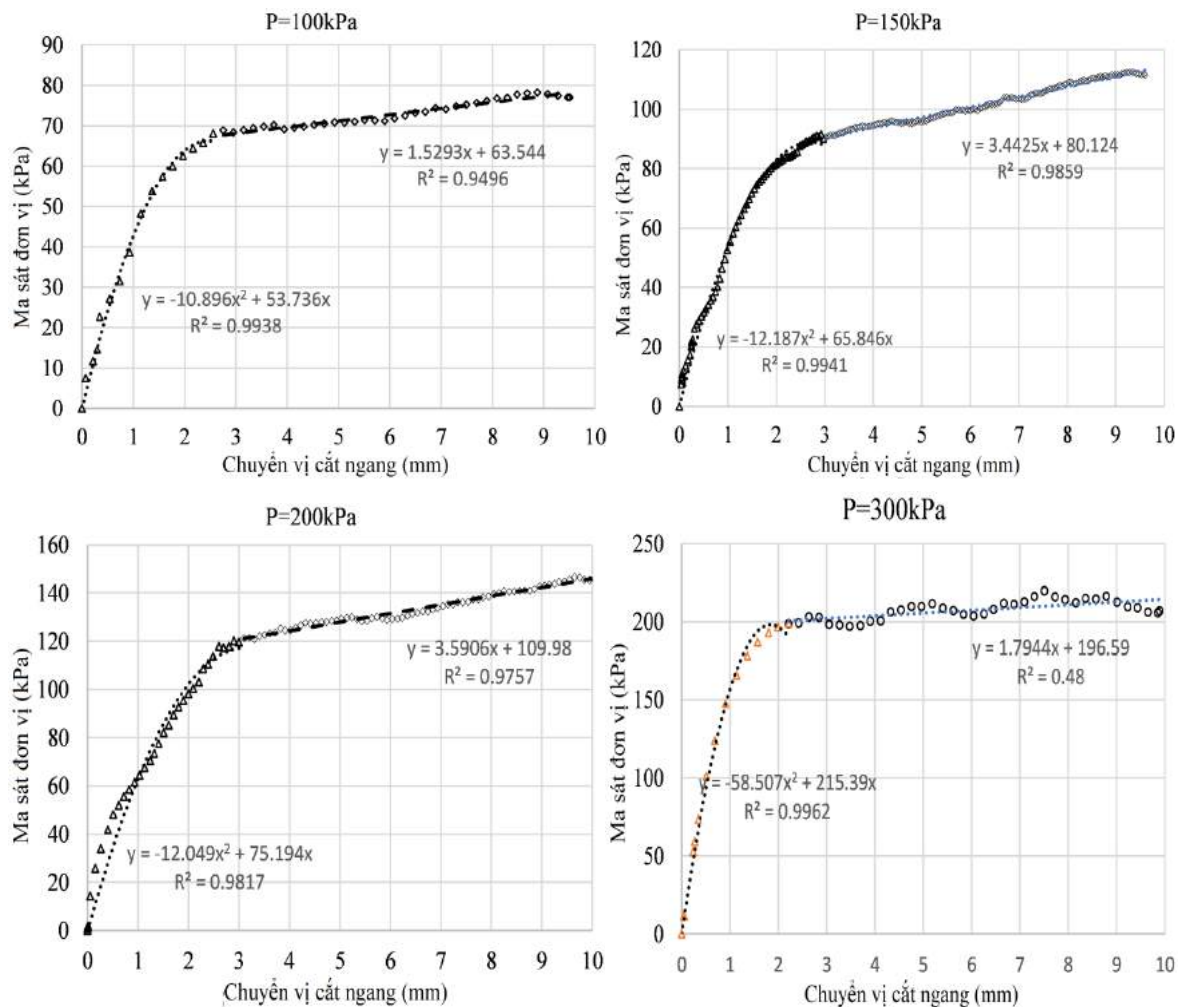 P=100kPa
90
80
70
60
50
40
30
20
10
0
Ma sát đơn vị (kPa)
y = 1.5293x + 63.544
R² = 0.9496
y = -10.896x² + 53.736x
R² = 0.9938
0 1 2 3 4 5 6 7 8 9 10
Chuyển vị cắt ngang (mm)
P=150kPa
120
100
80
60
40
20
0
Ma sát đơn vị (kPa)
y = 3.4425x + 80.124
R² = 0.9859
y = -12.187x² + 65.846x
R² = 0.9941
0 1 2 3 4 5 6 7 8 9 10
Chuyển vị cắt ngang (mm)
P=200kPa
160
140
120
100
80
60
40
20
0
Ma sát đơn vị (kPa)
y = 3.5906x + 109.98
R² = 0.9757
y = -12.049x² + 75.194x
R² = 0.9817
0 1 2 3 4 5 6 7 8 9 10
Chuyển vị cắt ngang (mm)
P=300kPa
250
200
150
100
50
0
Ma sát đơn vị (kPa)
y = 1.7944x + 196.59
R² = 0.48
y = -58.507x² + 215.39x
R² = 0.9962
0 1 2 3 4 5 6 7 8 9 10
Chuyển vị cắt ngang (mm)